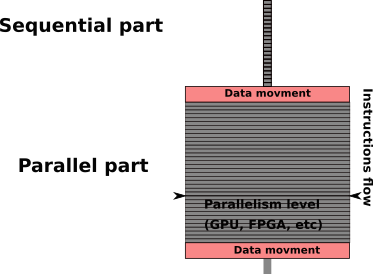 Sequential part
Data movment
Instructions flow
Parallel part
Parallelism level
(GPU, FPGA, etc)
Data movment